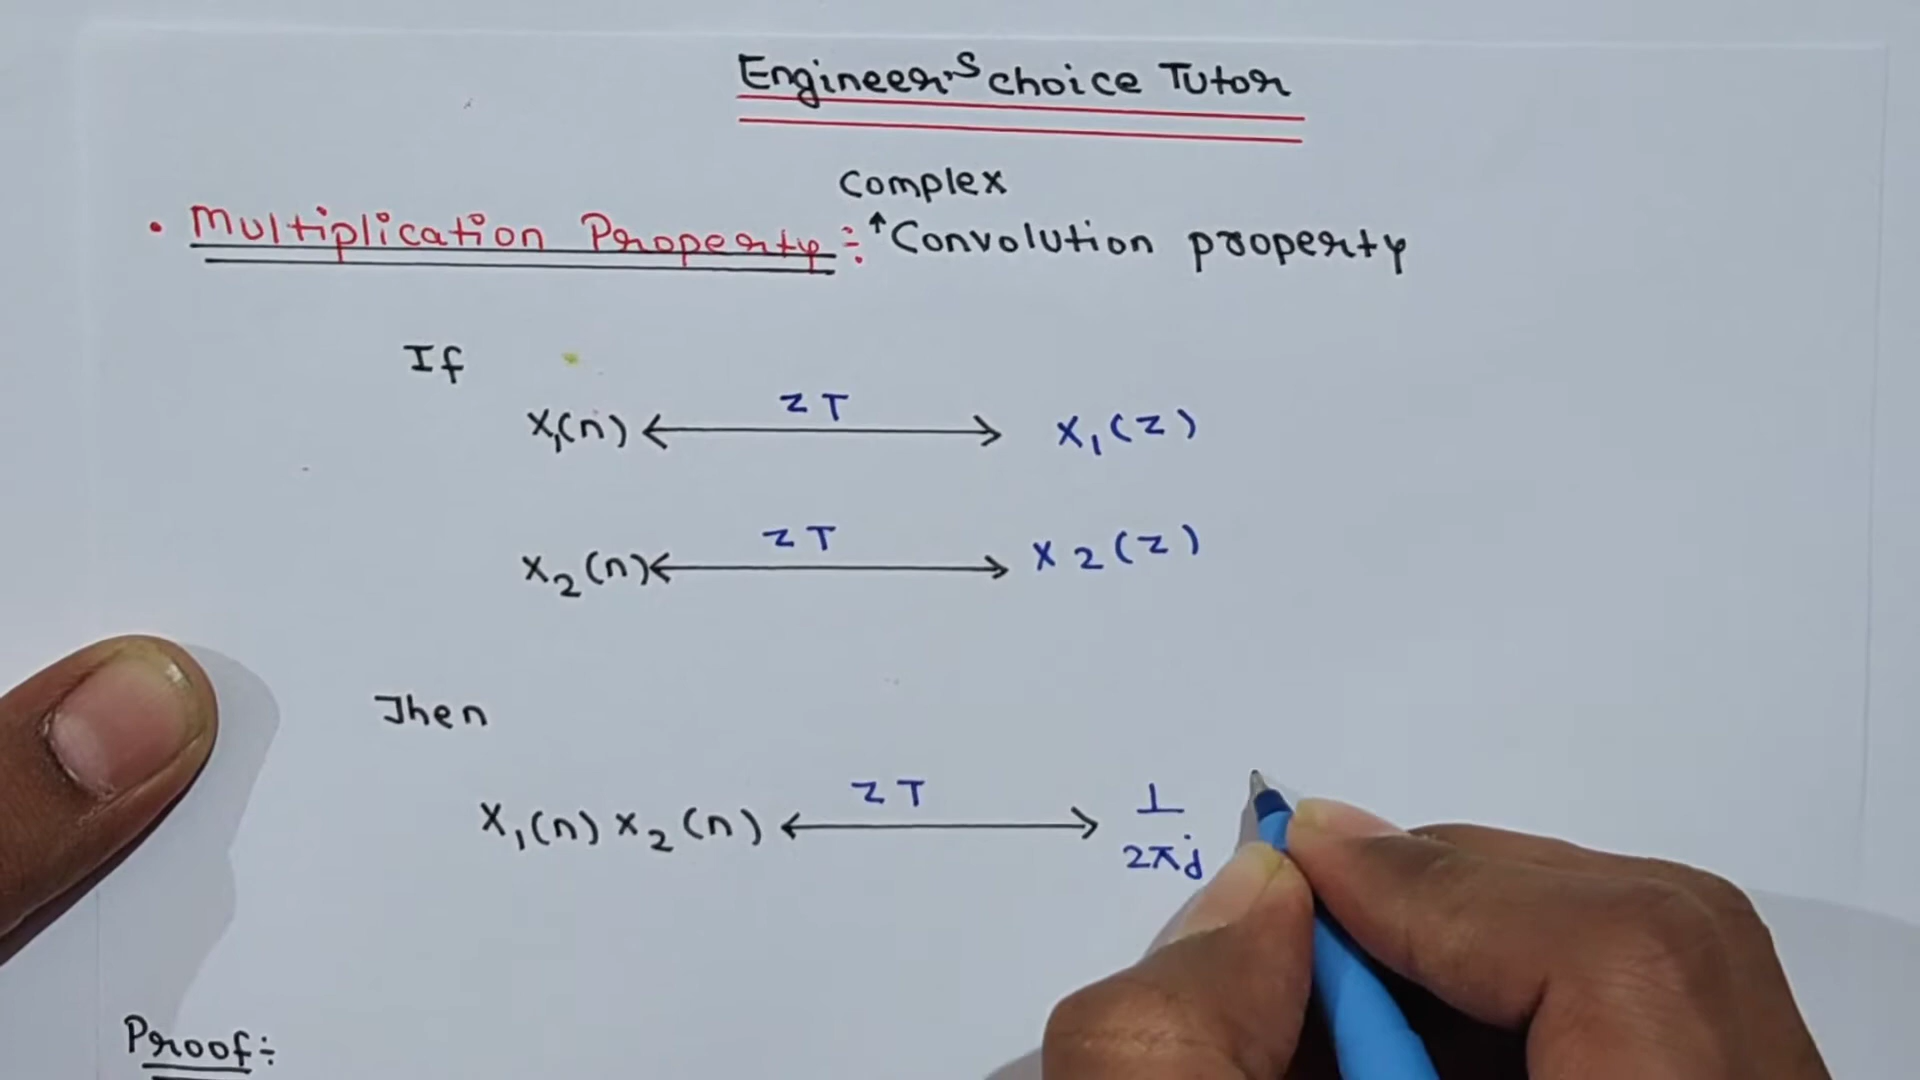 Engineer's choice Tutor
complex
• Multiplication Property :- ↑ Convolution property
If
x₁(n) ⟷ X₁(z)
ZT
x₂(n) ⟷ X₂(z)
ZT
Then
x₁(n) x₂(n) ⟷ 1/2πj
ZT
Proof :-